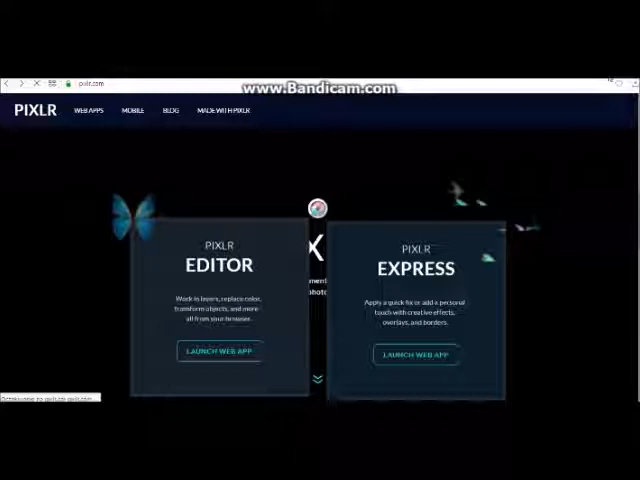 www.Bandicam.com
pixlr.com
PIXLR WEB APPS MOBILE BLOG MADE WITH PIXLR
PIXLR
EDITOR
Work in layers, replace color,
transform objects, and more
all from your browser.
LAUNCH WEB APP
PIXLR
EXPRESS
Apply a quick fix or add a personal
touch with creative effects,
overlays, and borders.
LAUNCH WEB APP